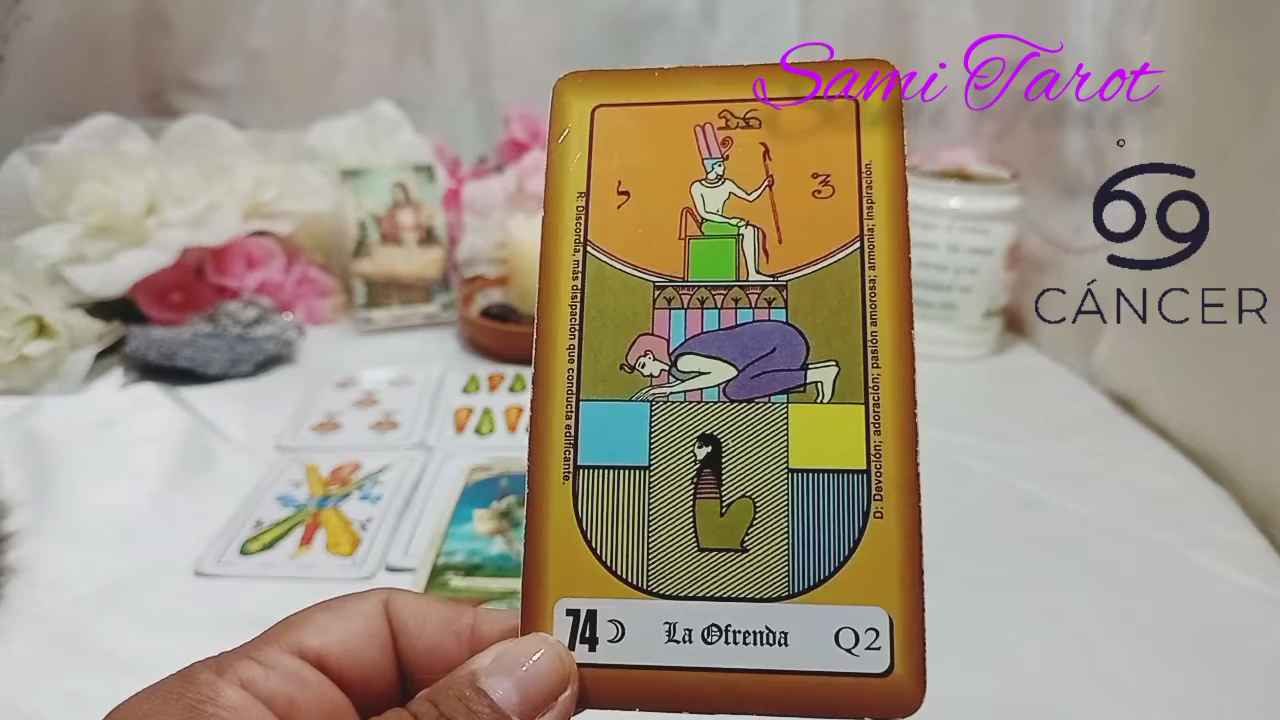 Sami Tarot
CÁNCER
R: Discordia, más disipación que conducta edificante.
D: Devoción; adoración; pasión amorosa; armonía; inspiración.
74 La Ofrenda Q2